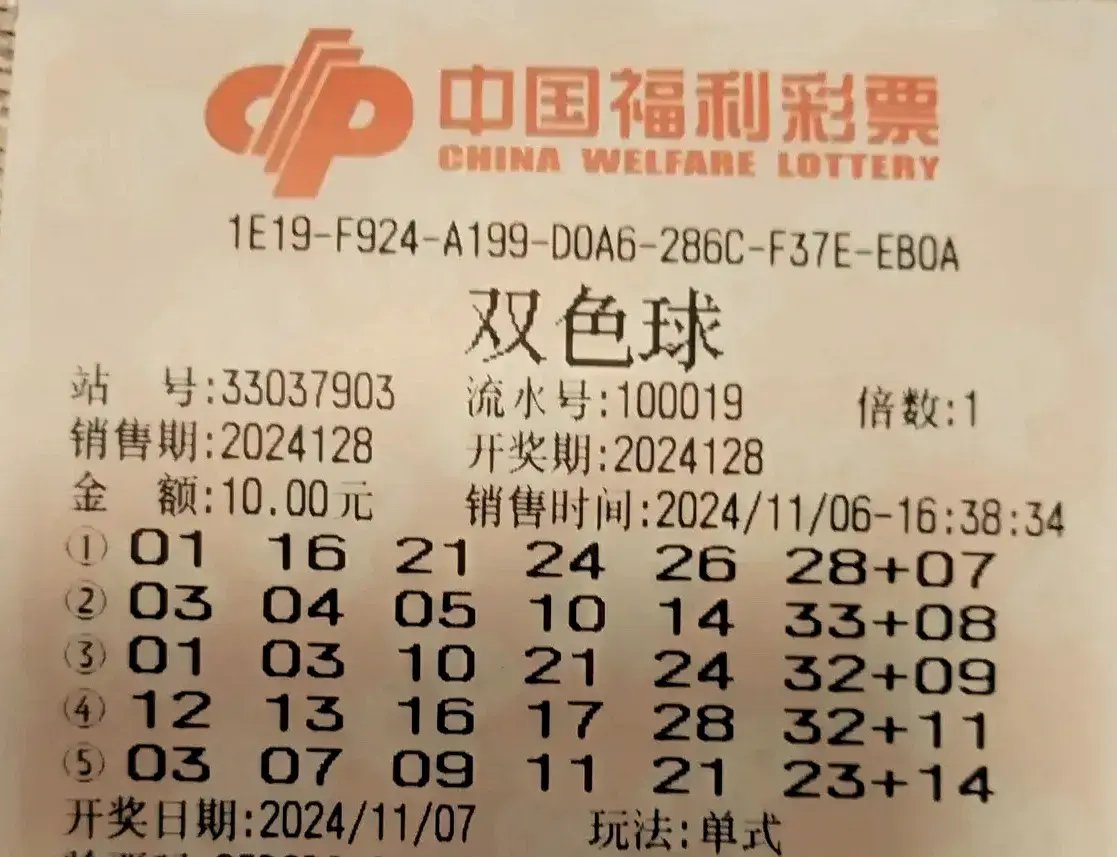 中国福利彩票
CHINA WELFARE LOTTERY
1E19-F924-A199-D0A6-286C-F37E-EB0A
双色球
站 号:33037903 流水号:100019 倍数:1
销售期:2024128 开奖期:2024128
金 额:10.00元 销售时间:2024/11/06-16:38:34
① 01 16 21 24 26 28+07
② 03 04 05 10 14 33+08
③ 01 03 10 21 24 32+09
④ 12 13 16 17 28 32+11
⑤ 03 07 09 11 21 23+14
开奖日期:2024/11/07 玩法:单式